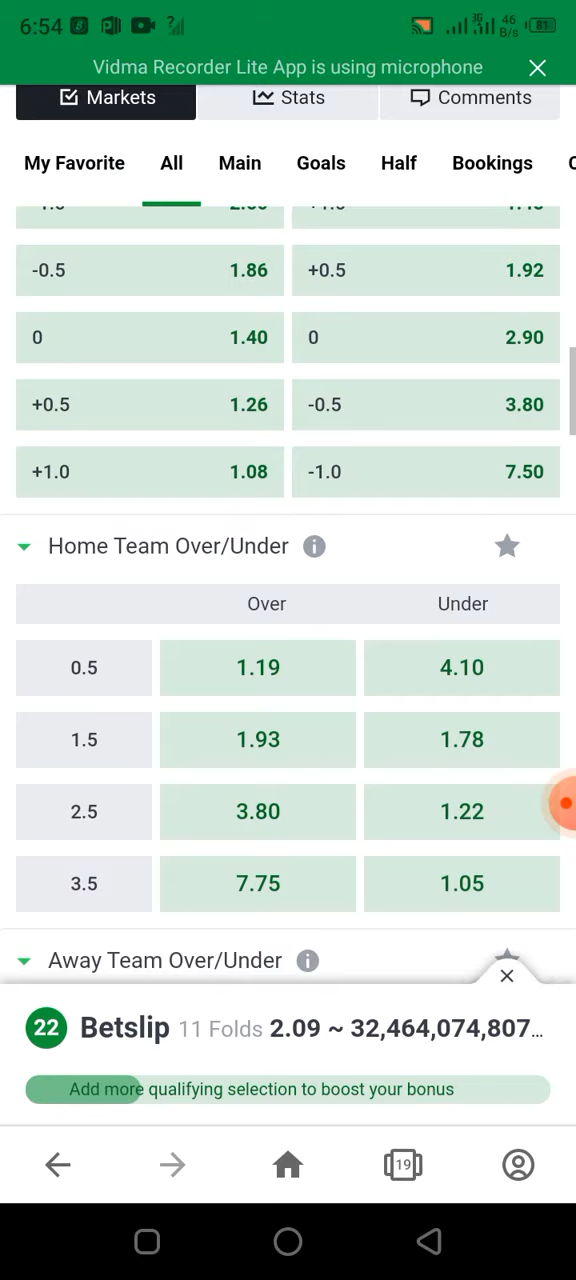 6:54 3G 46 B/s 81
Vidma Recorder Lite App is using microphone
Markets Stats Comments
My Favorite All Main Goals Half Bookings
-0.5 1.86 +0.5 1.92
0 1.40 0 2.90
+0.5 1.26 -0.5 3.80
+1.0 1.08 -1.0 7.50
Home Team Over/Under
Over Under
0.5 1.19 4.10
1.5 1.93 1.78
2.5 3.80 1.22
3.5 7.75 1.05
Away Team Over/Under
22 Betslip 11 Folds 2.09 ~ 32,464,074,807...
Add more qualifying selection to boost your bonus
19